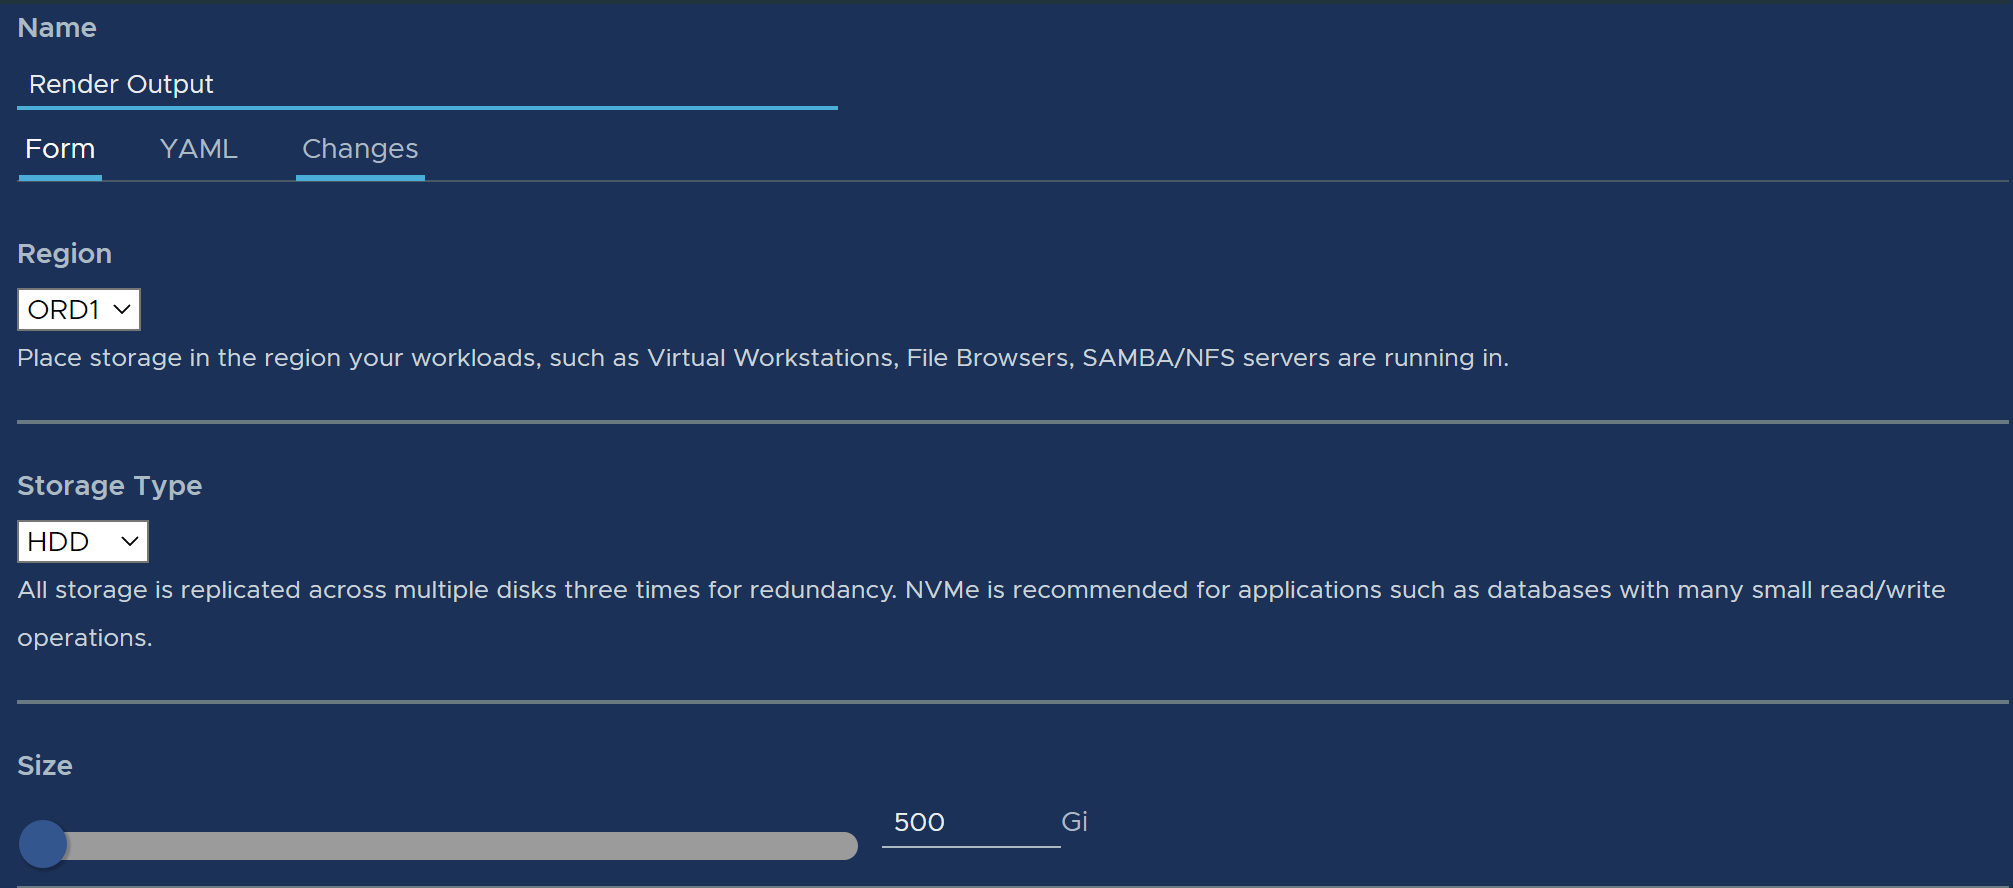 Name
Render Output
Form YAML Changes
Region
ORD1
Place storage in the region your workloads, such as Virtual Workstations, File Browsers, SAMBA/NFS servers are running in.
Storage Type
HDD
All storage is replicated across multiple disks three times for redundancy. NVMe is recommended for applications such as databases with many small read/write
operations.
Size
500 Gi